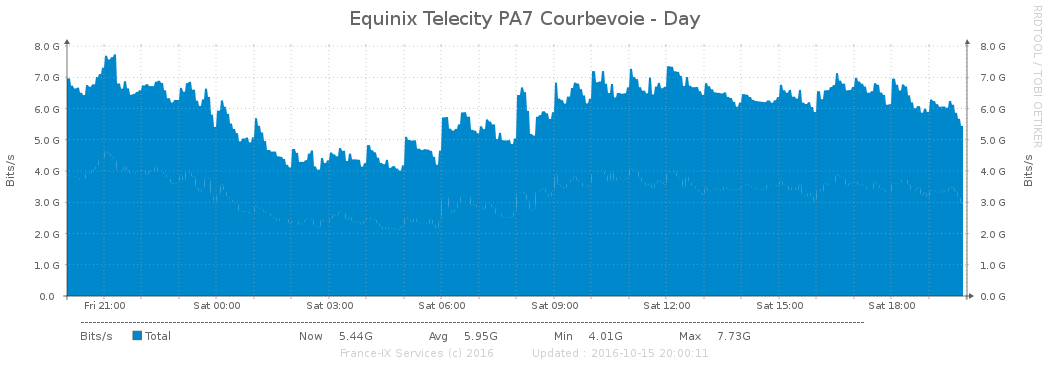 Equinix Telecity PA7 Courbevoie - Day
RRDTOOL / TOBI OETIKER
8.0 G 8.0 G
7.0 G 7.0 G
6.0 G 6.0 G
5.0 G 5.0 G
4.0 G 4.0 G
3.0 G 3.0 G
2.0 G 2.0 G
1.0 G 1.0 G
0.0 0.0 G
Bits/s
Bits/s
Fri 21:00 Sat 00:00 Sat 03:00 Sat 06:00 Sat 09:00 Sat 12:00 Sat 15:00 Sat 18:00
Bits/s Total Now 5.44G Avg 5.95G Min 4.01G Max 7.73G
France-IX Services (c) 2016 Updated : 2016-10-15 20:00:11